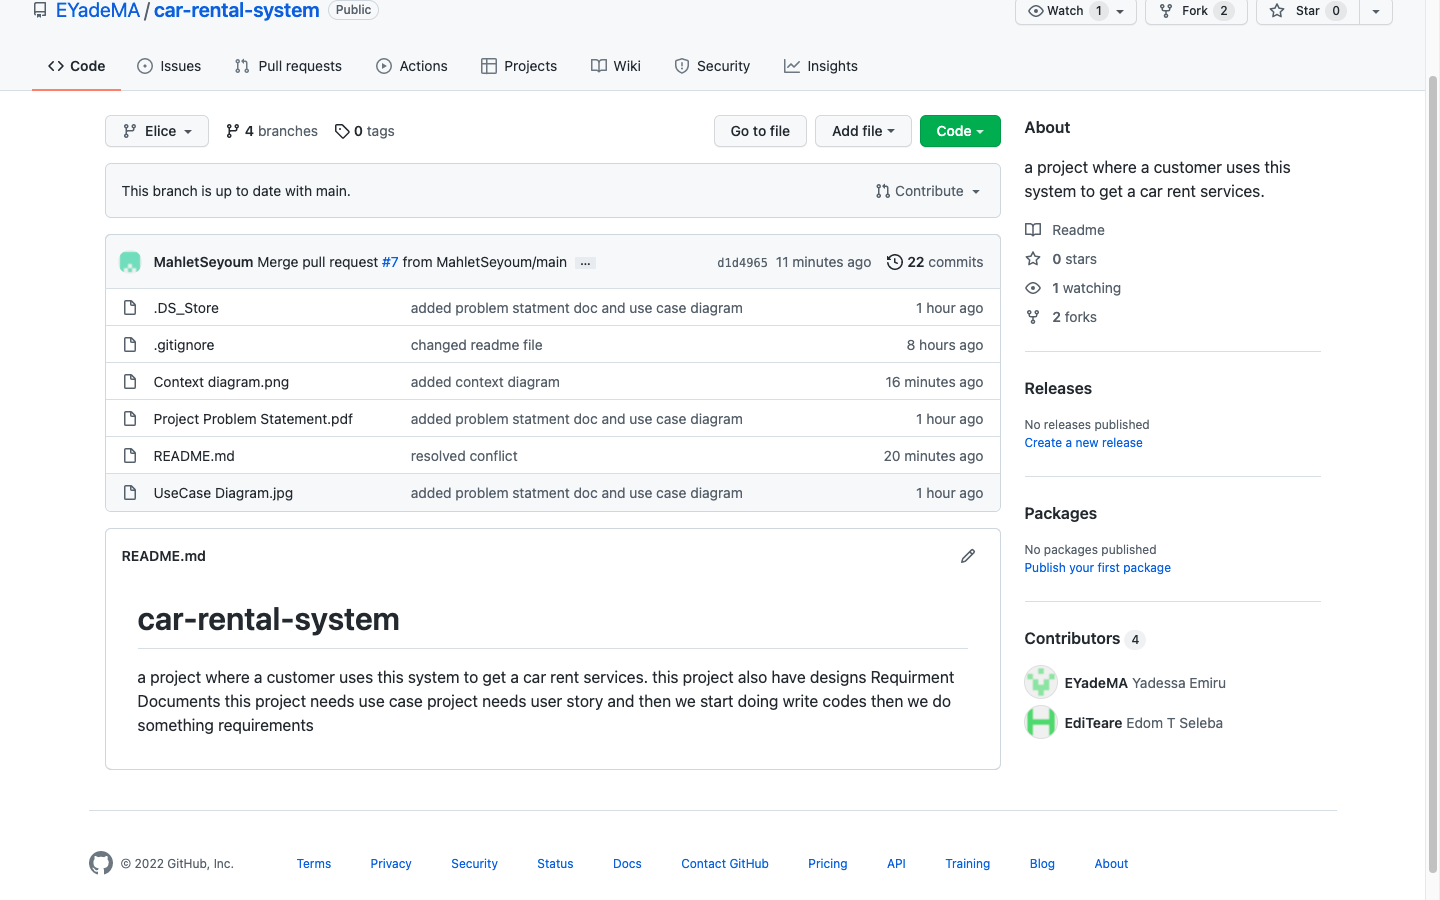 EYadeMA / car-rental-system Public Watch 1 Fork 2 Star 0
Code Issues Pull requests Actions Projects Wiki Security Insights
Elice 4 branches 0 tags Go to file Add file Code
This branch is up to date with main. Contribute
MahletSeyoum Merge pull request #7 from MahletSeyoum/main ... d1d4965 11 minutes ago 22 commits
.DS_Store added problem statment doc and use case diagram 1 hour ago
.gitignore changed readme file 8 hours ago
Context diagram.png added context diagram 16 minutes ago
Project Problem Statement.pdf added problem statment doc and use case diagram 1 hour ago
README.md resolved conflict 20 minutes ago
UseCase Diagram.jpg added problem statment doc and use case diagram 1 hour ago
README.md
car-rental-system
a project where a customer uses this system to get a car rent services. this project also have designs Requirment
Documents this project needs use case project needs user story and then we start doing write codes then we do
something requirements
About
a project where a customer uses this
system to get a car rent services.
Readme
0 stars
1 watching
2 forks
Releases
No releases published
Create a new release
Packages
No packages published
Publish your first package
Contributors 4
EYadeMA Yadessa Emiru
EdiTeare Edom T Seleba
© 2022 GitHub, Inc. Terms Privacy Security Status Docs Contact GitHub Pricing API Training Blog About